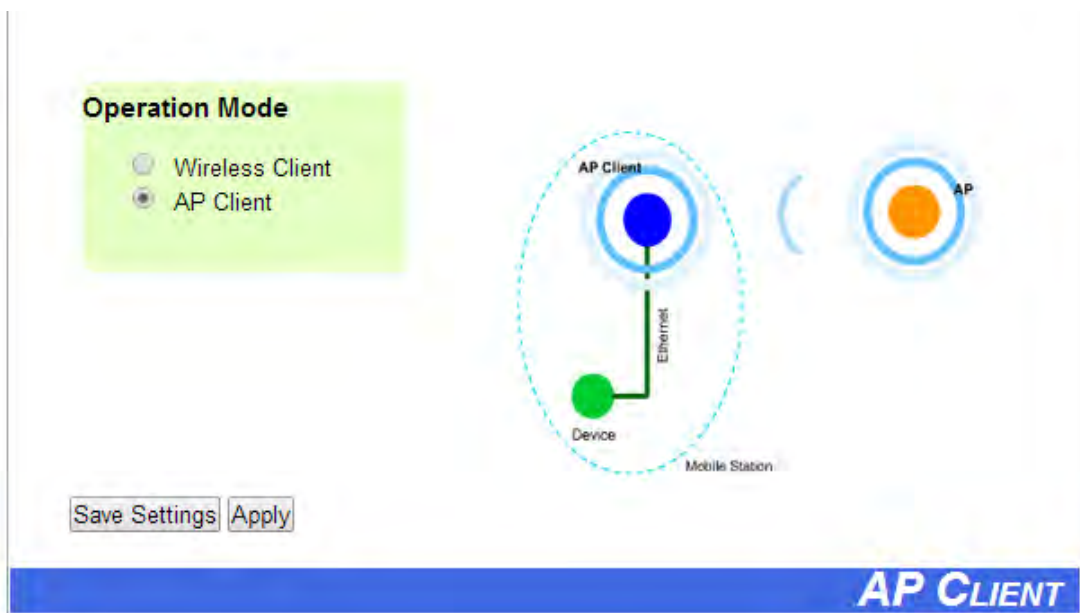 Operation Mode
Wireless Client
AP Client
AP Client
AP
Ethernet
Device
Mobile Station
Save Settings Apply
AP CLIENT